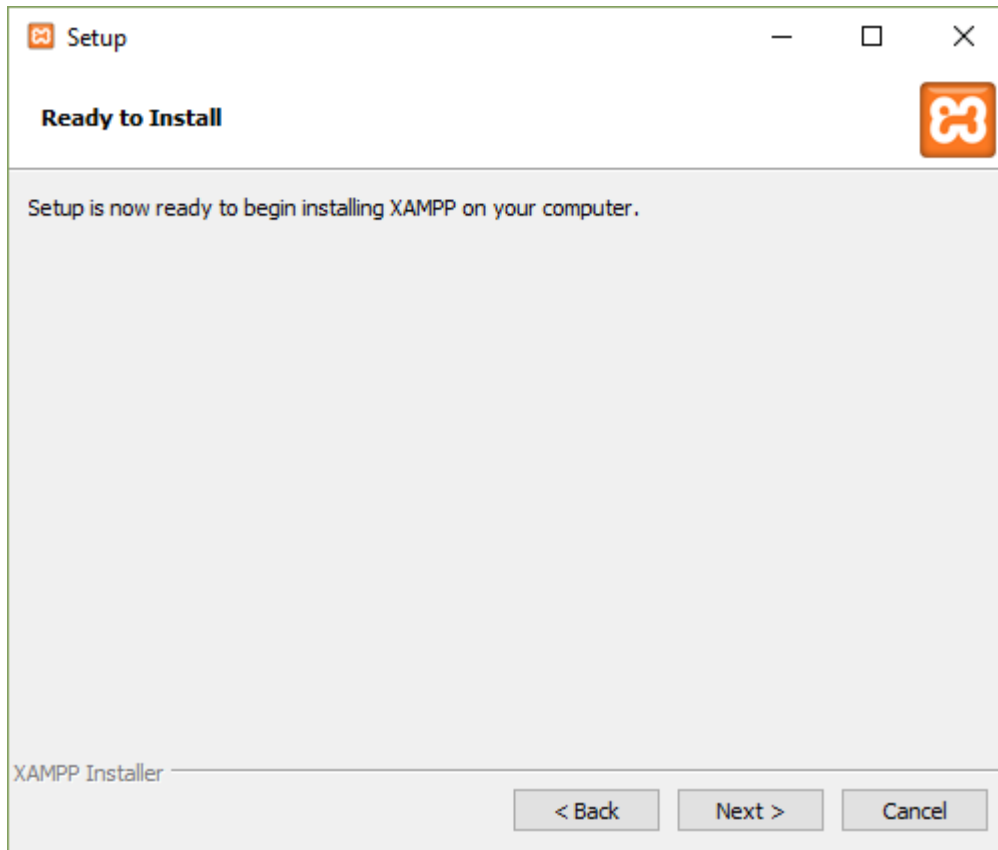 Setup
Ready to Install
Setup is now ready to begin installing XAMPP on your computer.
XAMPP Installer
< Back
Next >
Cancel